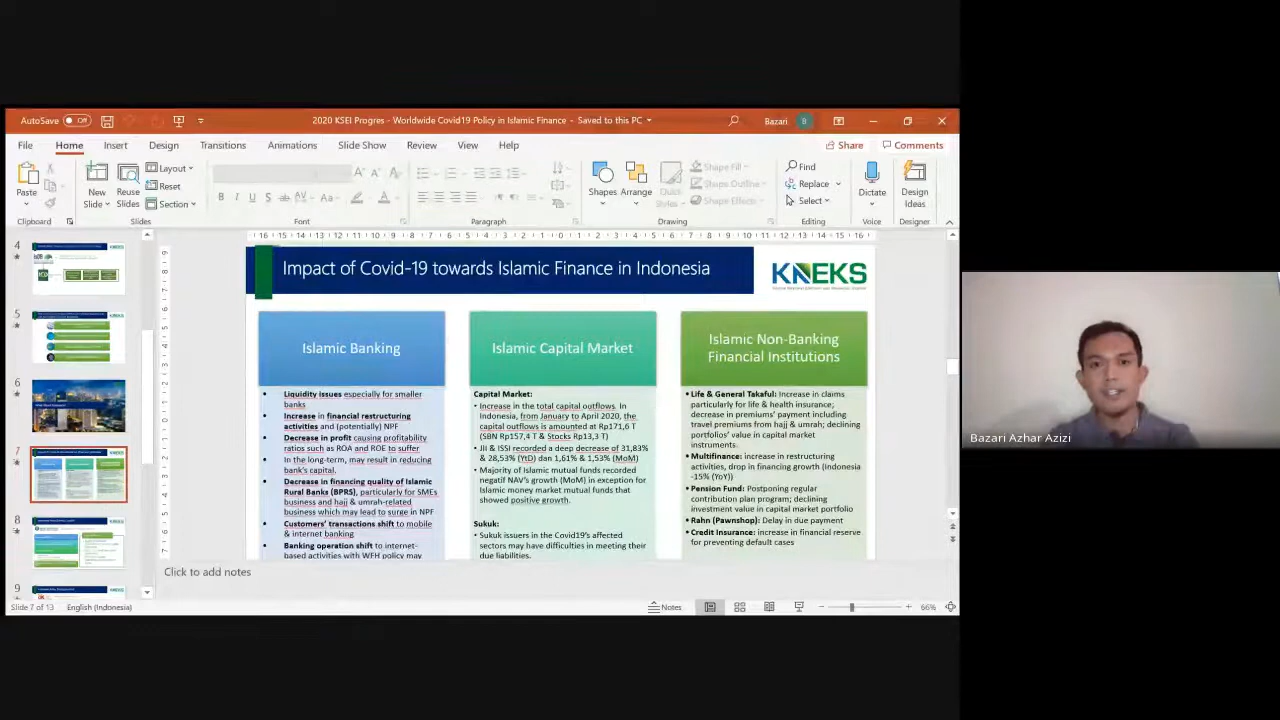 AutoSave Off
2020 KSEI Progres - Worldwide Covid19 Policy in Islamic Finance - Saved to this PC
Bazari B
File Home Insert Design Transitions Animations Slide Show Review View Help
Share Comments
Paste
New Slide
Reuse Slides
Layout
Reset
Section
Shapes
Arrange
Quick Styles
Shape Fill
Shape Outline
Shape Effects
Find
Replace
Select
Dictate
Design Ideas
Clipboard Slides Font Paragraph Drawing Editing Voice Designer
4
5
6
8
9
Impact of Covid-19 towards Islamic Finance in Indonesia
KNEKS
Islamic Banking
• Liquidity issues especially for smaller
banks
• Increase in financial restructuring
activities and (potentially) NPF
• Decrease in profit causing profitability
ratios such as ROA and ROE to suffer
• In the long-term, may result in reducing
bank's capital.
• Decrease in financing quality of Islamic
Rural Banks (BPRS), particularly for SMEs
business and hajj & umrah-related
business which may lead to surge in NPF
• Customers' transactions shift to mobile
& internet banking
• Banking operation shift to internet-
based activities with WFH policy may
Islamic Capital Market
Capital Market:
• Increase in the total capital outflows. In
Indonesia, from January to April 2020, the
capital outflows is amounted at Rp171,6 T
(SBN Rp157,4 T & Stocks Rp13,3 T)
• JII & ISSI recorded a deep decrease of 31,83%
& 28,53% (YtD) dan 1,61% & 1,53% (MoM)
• Majority of Islamic mutual funds recorded
negatif NAV's growth (MoM) in exception for
Islamic money market mutual funds that
showed positive growth.
Sukuk:
• Sukuk issuers in the Covid19's affected
sectors may have difficulties in meeting their
due liabilities.
Islamic Non-Banking
Financial Institutions
• Life & General Takaful: Increase in claims
particularly for life & health insurance;
decrease in premiums' payment including
travel premiums from hajj & umrah; declining
portfolios' value in capital market
instruments.
• Multifinance: increase in restructuring
activities, drop in financing growth (Indonesia
-15% (YoY))
• Pension Fund: Postponing regular
contribution plan program; declining
investment value in capital market portfolio
• Rahn (Pawnshop): Delay in due payment
• Credit Insurance: increase in financial reserve
for preventing default cases
Click to add notes
Slide 7 of 13 English (Indonesia) Notes 66%
Bazari Azhar Azizi